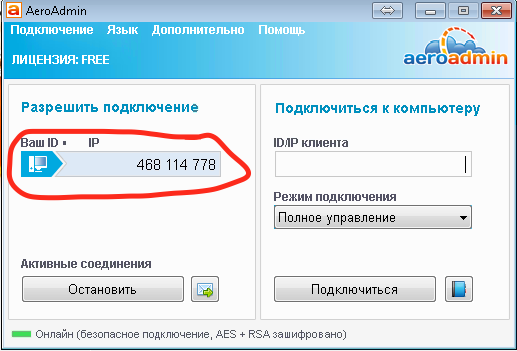 AeroAdmin
Подключение Язык Дополнительно Помощь
ЛИЦЕНЗИЯ: FREE
aeroadmin
Разрешить подключение
Ваш ID IP
468 114 778
Активные соединения
Остановить
Подключиться к компьютеру
ID/IP клиента
Режим подключения
Полное управление
Подключиться
Онлайн (безопасное подключение, AES + RSA зашифровано)